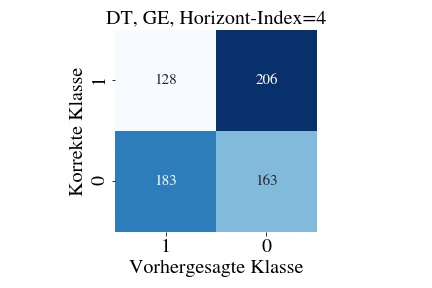 DT, GE, Horizont-Index=4
Korrekte Klasse
1
128
206
0
183
163
1
0
Vorhergesagte Klasse